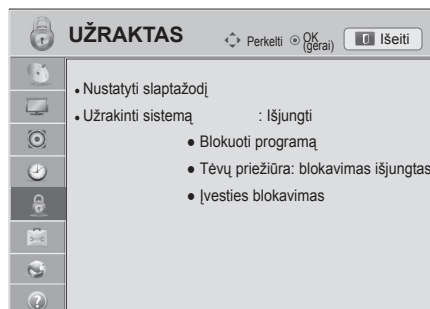 UŽRAKTAS
Perkelti
OK
(gerai)
Išeiti
• Nustatyti slaptažodį
• Užrakinti sistemą : Išjungti
● Blokuoti programą
● Tėvų priežiūra: blokavimas išjungtas
● Įvesties blokavimas